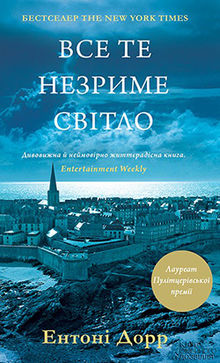 БЕСТСЕЛЕР THE NEW YORK TIMES
ВСЕ ТЕ
НЕЗРИМЕ
СВІТЛО
Дивовижна й неймовірно життєрадісна книга.
Entertainment Weekly
Лауреат
Пулітцерівської
премії
Ентоні Дорр